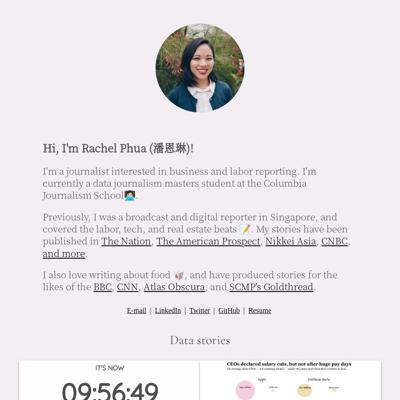 Hi, I'm Rachel Phua (潘恩琳)!
I'm a journalist interested in business and labor reporting. I'm
currently a data journalism masters student at the Columbia
Journalism School👩🏻‍💻.
Previously, I was a broadcast and digital reporter in Singapore, and
covered the labor, tech, and real estate beats 📝. My stories have been
published in The Nation, The American Prospect, Nikkei Asia, CNBC,
and more.
I also love writing about food 🥡, and have produced stories for the
likes of the BBC, CNN, Atlas Obscura, and SCMP's Goldthread.
E-mail | LinkedIn | Twitter | GitHub | Resume
Data stories
IT'S NOW
09:56:49
CEOs declared salary cuts, but not after huge pay days